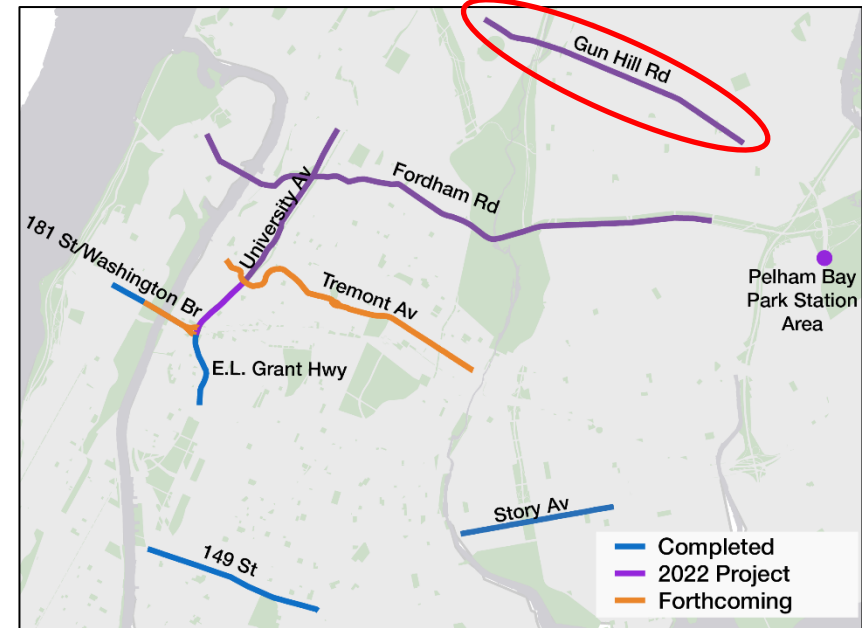 Gun Hill Rd
Fordham Rd
University Av
181 St/Washington Br
Tremont Av
Pelham Bay
Park Station
Area
E.L. Grant Hwy
Story Av
149 St
Completed
2022 Project
Forthcoming